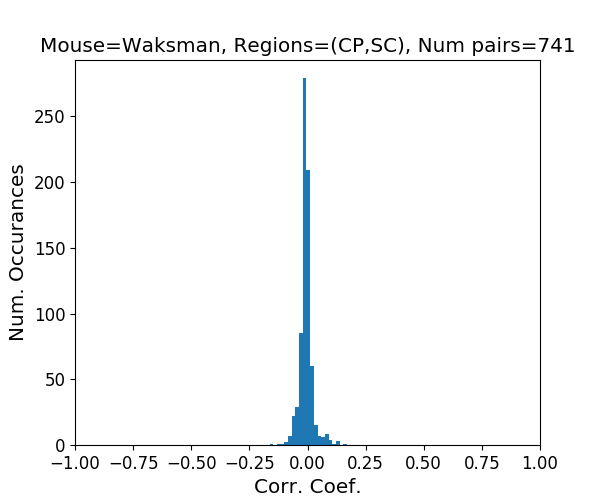 Mouse=Waksman, Regions=(CP,SC), Num pairs=741
Num. Occurances
250
200
150
100
50
0
−1.00 −0.75 −0.50 −0.25 0.00 0.25 0.50 0.75 1.00
Corr. Coef.